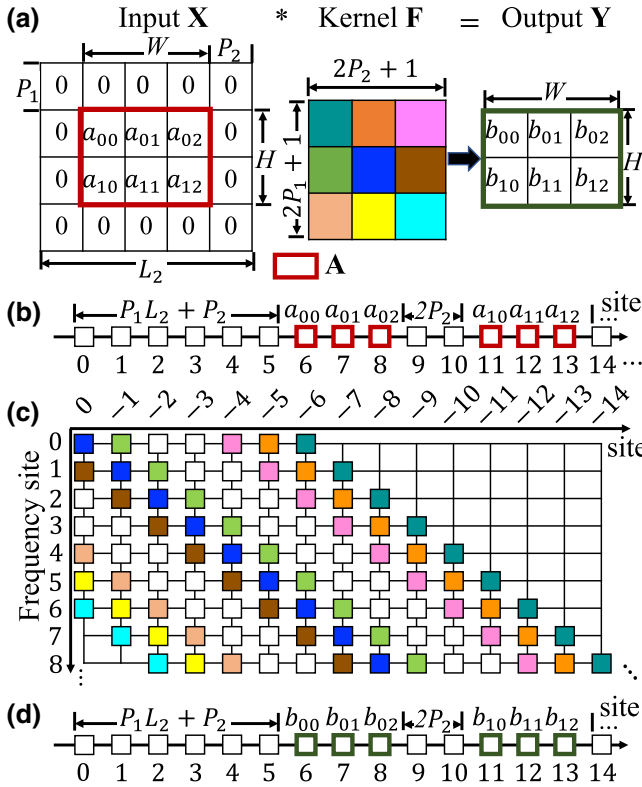 (a) Input X * Kernel F = Output Y
W P₂
P₁ 0 0 0 0 0
2P₂ + 1
W
0 a₀₀ a₀₁ a₀₂ 0 H
2P₁ + 1
b₀₀ b₀₁ b₀₂ H
0 a₁₀ a₁₁ a₁₂ 0
b₁₀ b₁₁ b₁₂
0 0 0 0 0
L₂
A
(b) P₁L₂ + P₂ a₀₀ a₀₁ a₀₂ 2P₂ a₁₀ a₁₁ a₁₂ site
...
0 1 2 3 4 5 6 7 8 9 10 11 12 13 14 ...
(c) 0 −1 −2 −3 −4 −5 −6 −7 −8 −9 −10 −11 −12 −13 −14
site
Frequency site
0
1
2
3
4
5
6
7
8
⋮ ⋱
(d) P₁L₂ + P₂ b₀₀ b₀₁ b₀₂ 2P₂ b₁₀ b₁₁ b₁₂ site
...
0 1 2 3 4 5 6 7 8 9 10 11 12 13 14